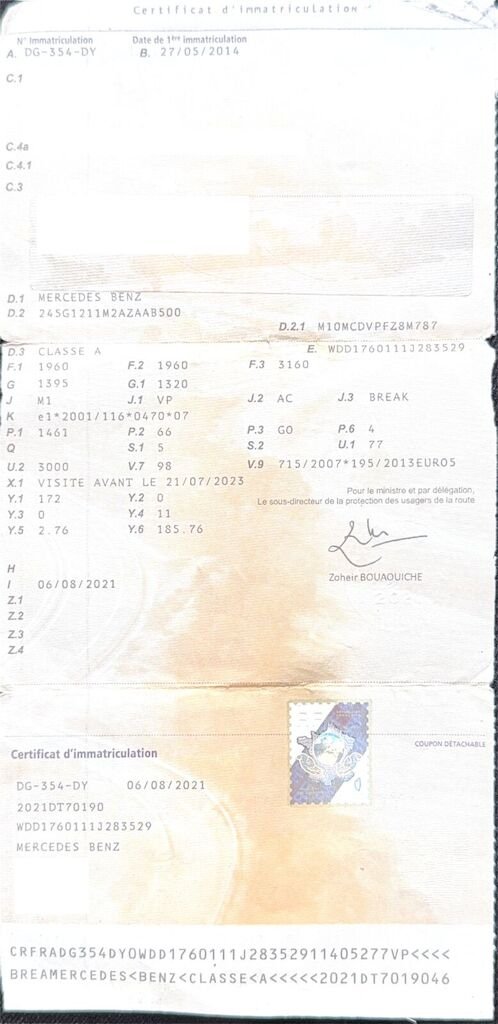 Certificat d'immatriculation
N° Immatriculation Date de 1ère immatriculation
A. DG-354-DY B. 27/05/2014
C.1
C.4a
C.4.1
C.3
D.1 MERCEDES BENZ
D.2 245G1211M2AZAAB500
D.2.1 M10MCDVPFZ8M787
D.3 CLASSE A E. WDD1760111J283529
F.1 1960 F.2 1960 F.3 3160
G 1395 G.1 1320
J M1 J.1 VP J.2 AC J.3 BREAK
K e1*2001/116*0470*07
P.1 1461 P.2 66 P.3 GO P.6 4
Q S.1 5 S.2 U.1 77
U.2 3000 V.7 98 V.9 715/2007*195/2013EURO5
X.1 VISITE AVANT LE 21/07/2023
Y.1 172 Y.2 0
Pour le ministre et par délégation,
Le sous-directeur de la protection des usagers de la route
Y.3 0 Y.4 11
Y.5 2.76 Y.6 185.76
H
Zoheir BOUAOUICHE
I 06/08/2021
Z.1
Z.2
Z.3
Z.4
COUPON DÉTACHABLE
Certificat d'immatriculation
DG-354-DY 06/08/2021
2021DT70190
WDD1760111J283529
MERCEDES BENZ
CRFRADG354DY0WDD1760111J28352911405277VP<<<<
BREAMERCEDES<BENZ<CLASSE<A<<<<<2021DT7019046